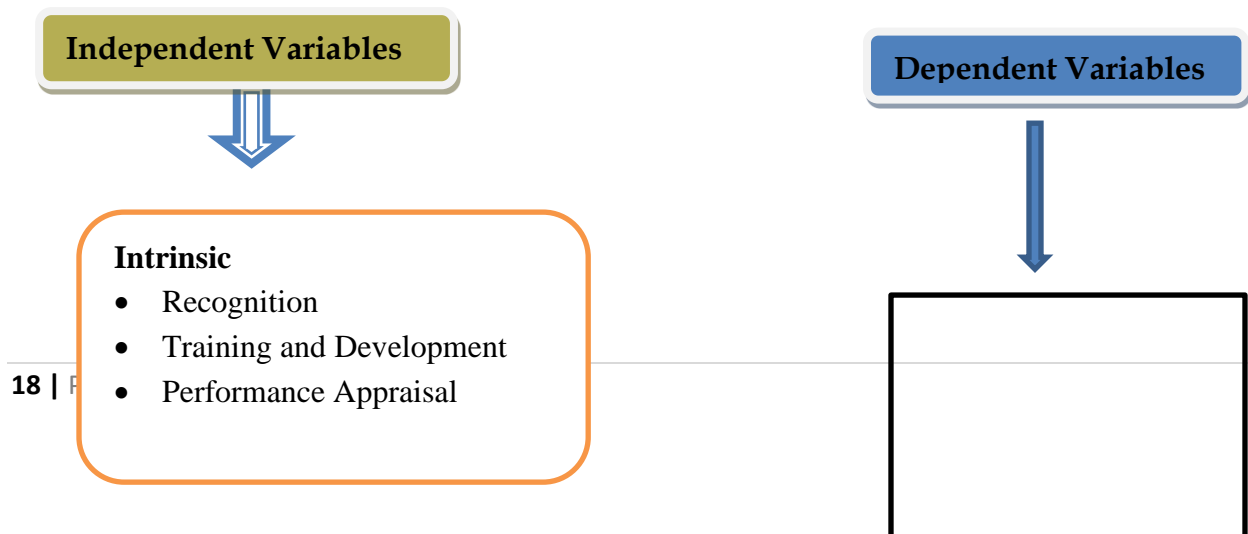 Independent Variables
Dependent Variables
Intrinsic
• Recognition
• Training and Development
• Performance Appraisal
18 |